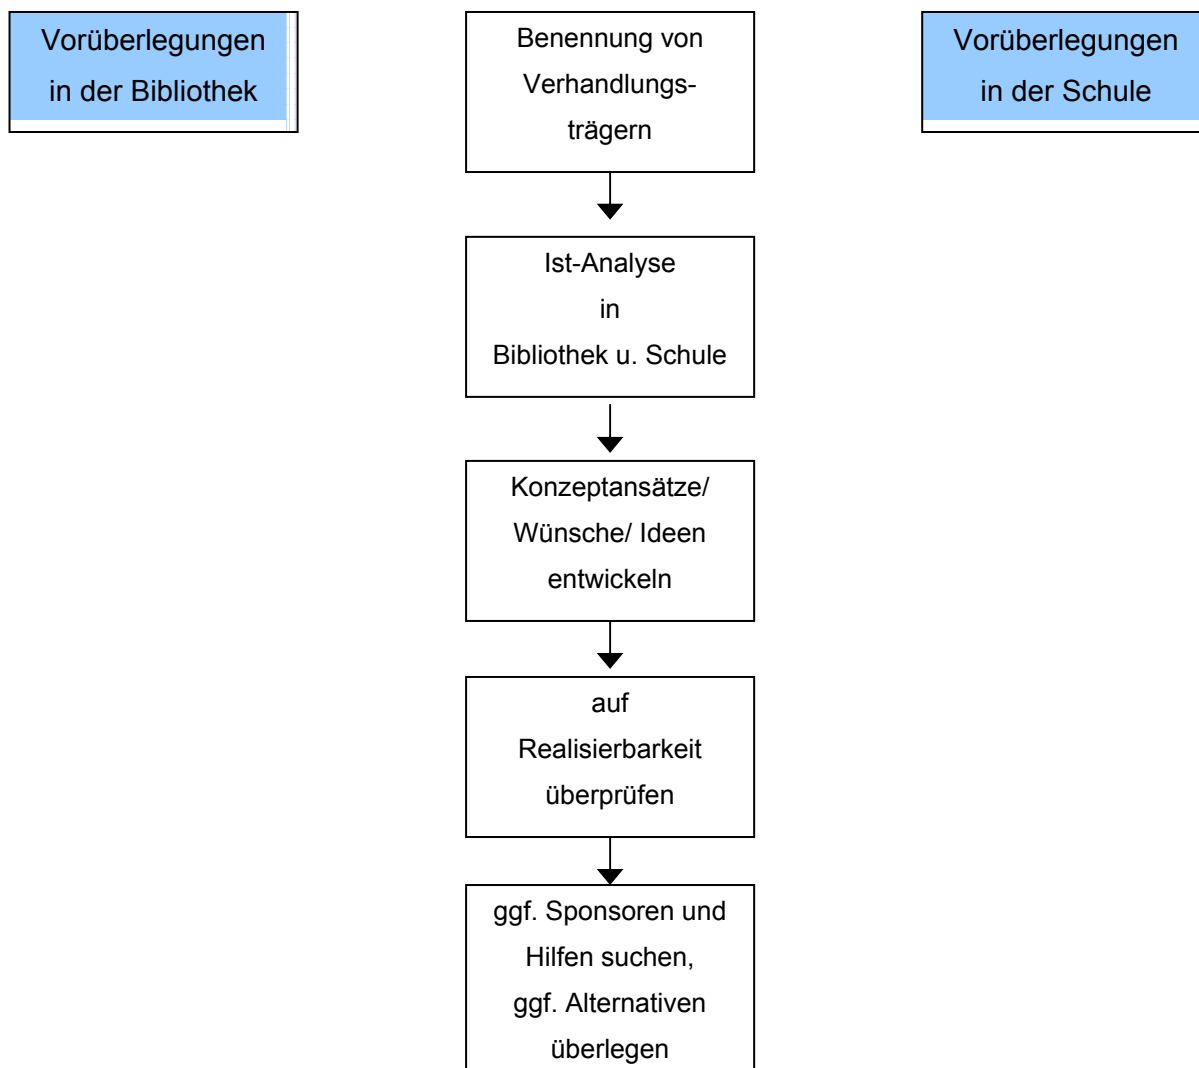 Vorüberlegungen
in der Bibliothek
Benennung von
Verhandlungs-
trägern
Vorüberlegungen
in der Schule
Ist-Analyse
in
Bibliothek u. Schule
Konzeptansätze/
Wünsche/ Ideen
entwickeln
auf
Realisierbarkeit
überprüfen
ggf. Sponsoren und
Hilfen suchen,
ggf. Alternativen
überlegen